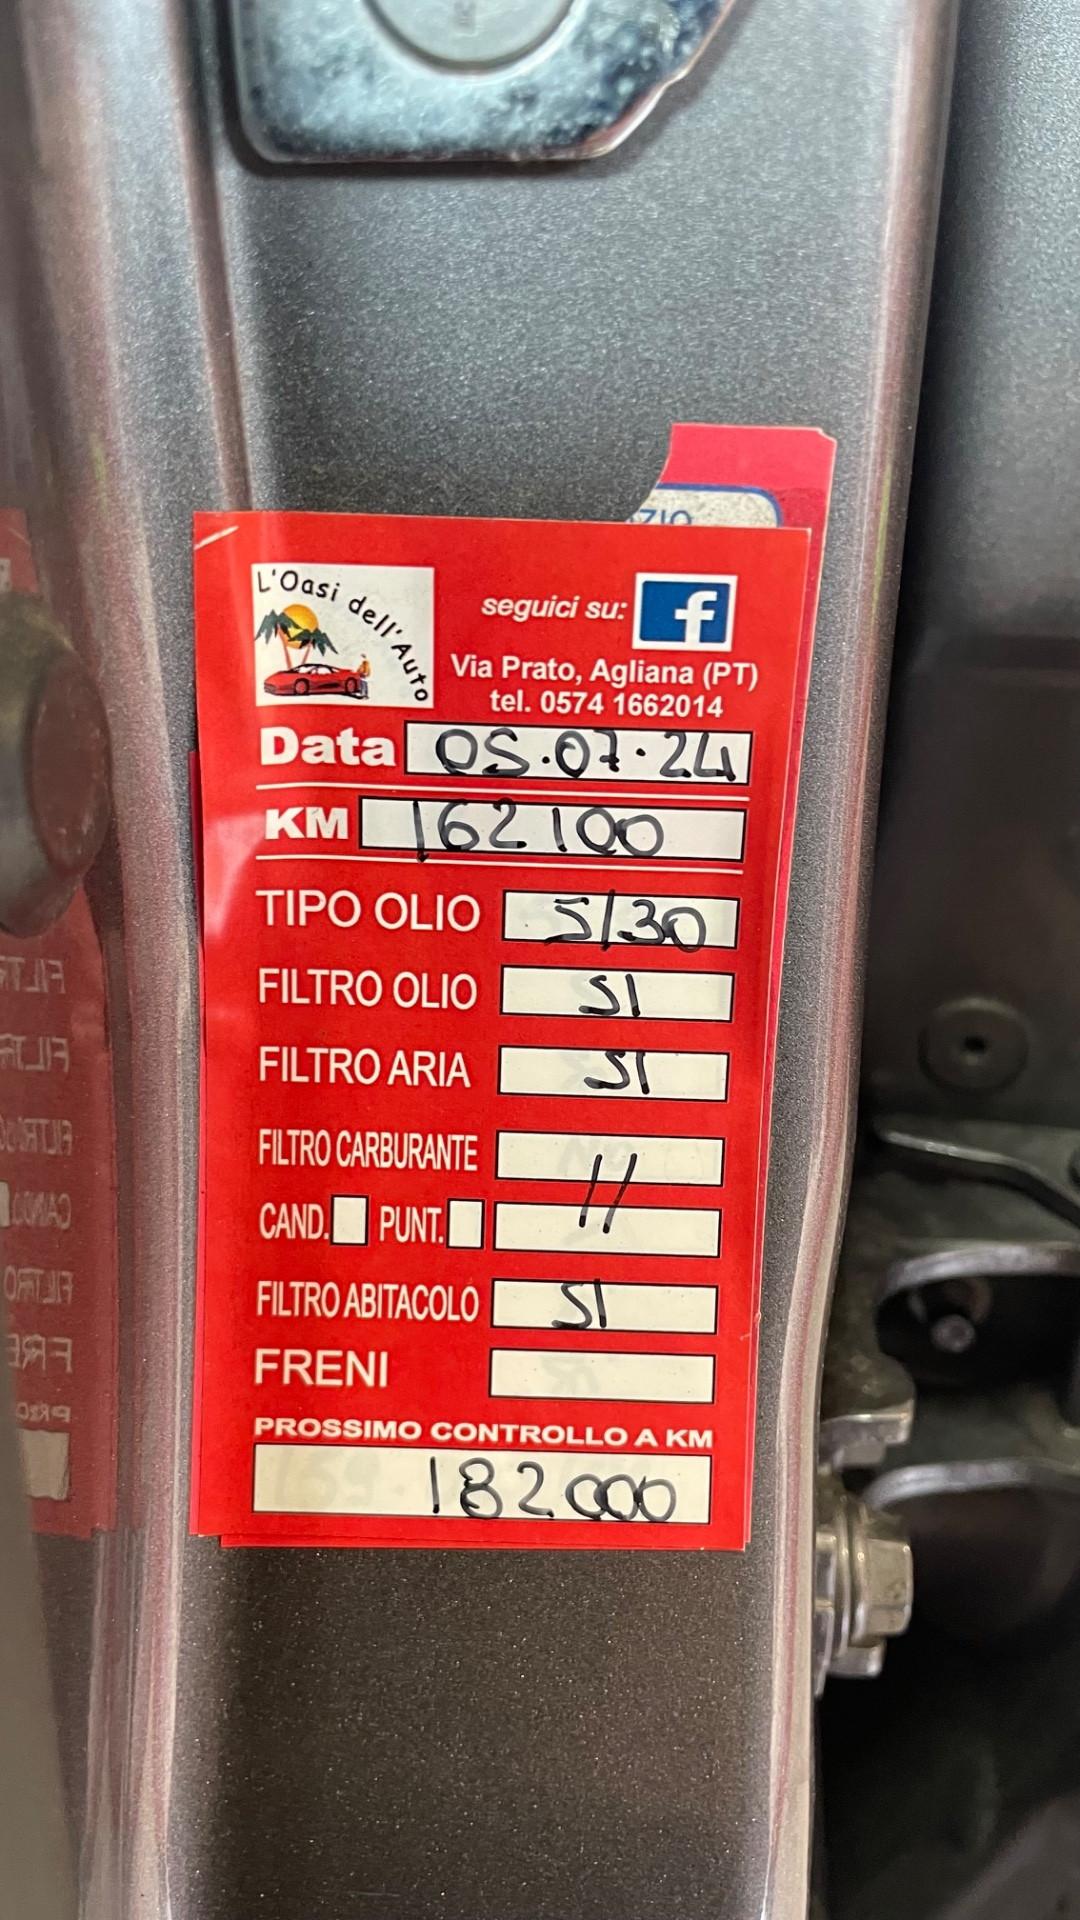 IZIO
L'Oasi dell'Auto
seguici su: f
Via Prato, Agliana (PT)
tel. 0574 1662014
Data 05.07.24
KM 162100
TIPO OLIO 5/30
FILTRO OLIO SI
FILTRO ARIA SI
FILTRO CARBURANTE //
CAND. PUNT.
FILTRO ABITACOLO SI
FRENI
PROSSIMO CONTROLLO A KM
182000